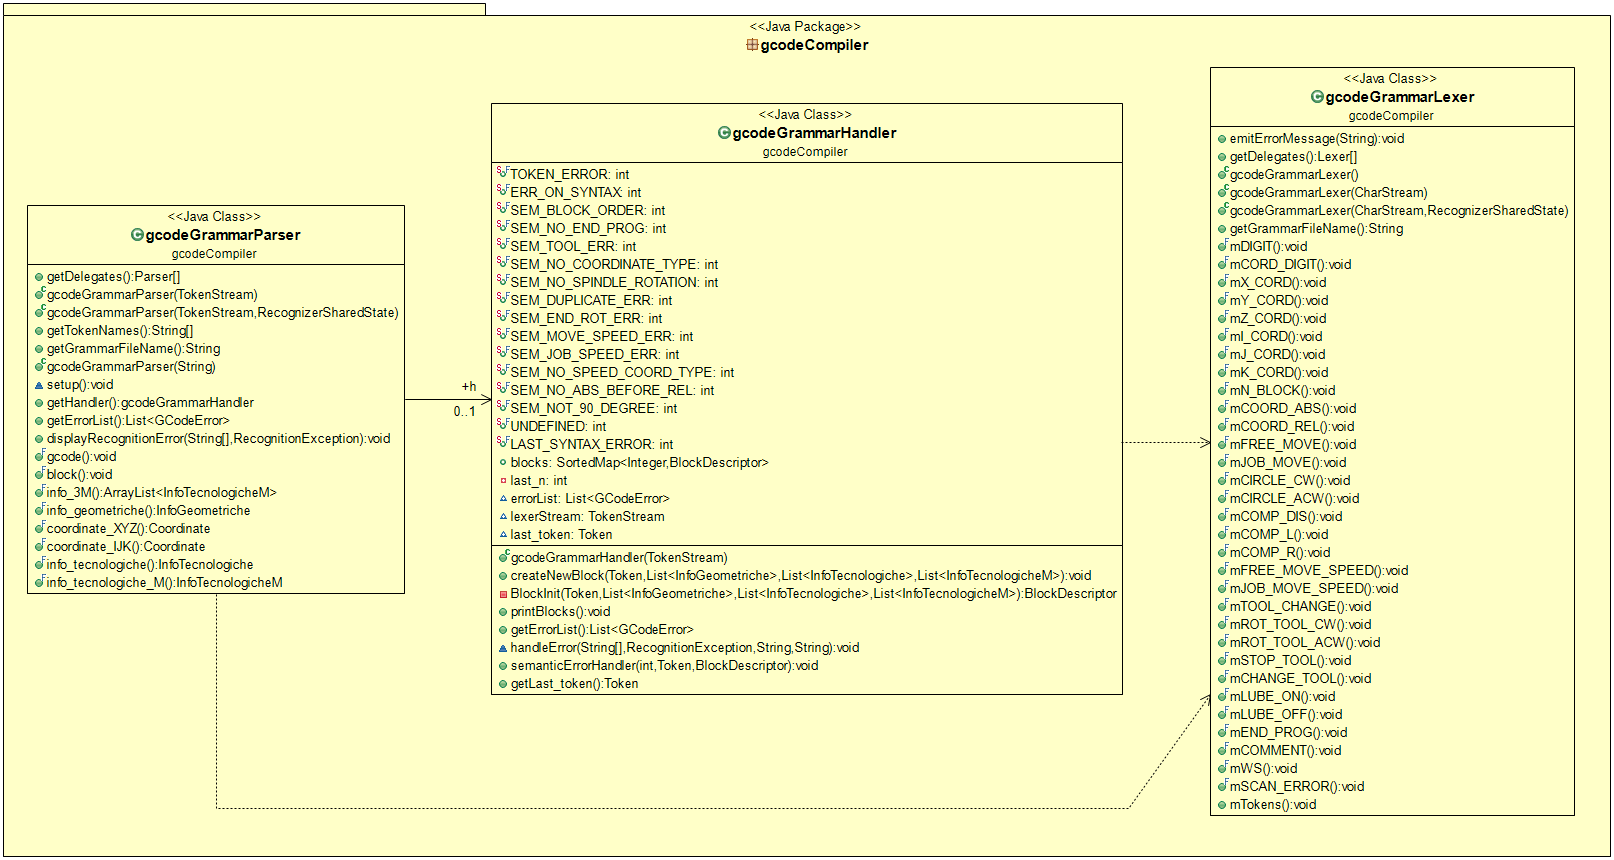 <<Java Package>>
gcodeCompiler
<<Java Class>>
gcodeGrammarParser
gcodeCompiler
getDelegates():Parser[]
gcodeGrammarParser(TokenStream)
gcodeGrammarParser(TokenStream,RecognizerSharedState)
getTokenNames():String[]
getGrammarFileName():String
gcodeGrammarParser(String)
setup():void
getHandler():gcodeGrammarHandler
getErrorList():List<GCodeError>
displayRecognitionError(String[],RecognitionException):void
gcode():void
block():void
info_3M():ArrayList<InfoTecnologicheM>
info_geometriche():InfoGeometriche
coordinate_XYZ():Coordinate
coordinate_IJK():Coordinate
info_tecnologiche():InfoTecnologiche
info_tecnologiche_M():InfoTecnologicheM
+h
0..1
<<Java Class>>
gcodeGrammarHandler
gcodeCompiler
TOKEN_ERROR: int
ERR_ON_SYNTAX: int
SEM_BLOCK_ORDER: int
SEM_NO_END_PROG: int
SEM_TOOL_ERR: int
SEM_NO_COORDINATE_TYPE: int
SEM_NO_SPINDLE_ROTATION: int
SEM_DUPLICATE_ERR: int
SEM_END_ROT_ERR: int
SEM_MOVE_SPEED_ERR: int
SEM_JOB_SPEED_ERR: int
SEM_NO_SPEED_COORD_TYPE: int
SEM_NO_ABS_BEFORE_REL: int
SEM_NOT_90_DEGREE: int
UNDEFINED: int
LAST_SYNTAX_ERROR: int
blocks: SortedMap<Integer,BlockDescriptor>
last_n: int
errorList: List<GCodeError>
lexerStream: TokenStream
last_token: Token
gcodeGrammarHandler(TokenStream)
createNewBlock(Token,List<InfoGeometriche>,List<InfoTecnologiche>,List<InfoTecnologicheM>):void
BlockInit(Token,List<InfoGeometriche>,List<InfoTecnologiche>,List<InfoTecnologicheM>):BlockDescriptor
printBlocks():void
getErrorList():List<GCodeError>
handleError(String[],RecognitionException,String,String):void
semanticErrorHandler(int,Token,BlockDescriptor):void
getLast_token():Token
<<Java Class>>
gcodeGrammarLexer
gcodeCompiler
emitErrorMessage(String):void
getDelegates():Lexer[]
gcodeGrammarLexer()
gcodeGrammarLexer(CharStream)
gcodeGrammarLexer(CharStream,RecognizerSharedState)
getGrammarFileName():String
mDIGIT():void
mCORD_DIGIT():void
mX_CORD():void
mY_CORD():void
mZ_CORD():void
mI_CORD():void
mJ_CORD():void
mK_CORD():void
mN_BLOCK():void
mCOORD_ABS():void
mCOORD_REL():void
mFREE_MOVE():void
mJOB_MOVE():void
mCIRCLE_CW():void
mCIRCLE_ACW():void
mCOMP_DIS():void
mCOMP_L():void
mCOMP_R():void
mFREE_MOVE_SPEED():void
mJOB_MOVE_SPEED():void
mTOOL_CHANGE():void
mROT_TOOL_CW():void
mROT_TOOL_ACW():void
mSTOP_TOOL():void
mCHANGE_TOOL():void
mLUBE_ON():void
mLUBE_OFF():void
mEND_PROG():void
mCOMMENT():void
mWS():void
mSCAN_ERROR():void
mTokens():void